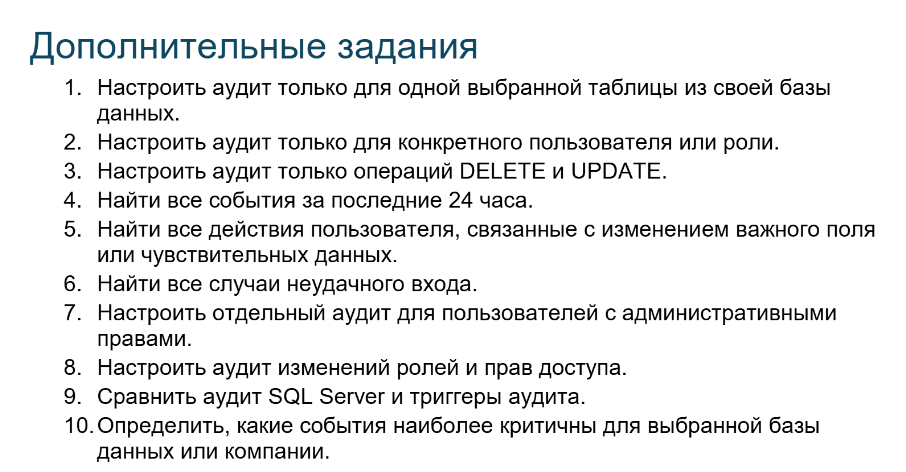 Дополнительные задания
1. Настроить аудит только для одной выбранной таблицы из своей базы
данных.
2. Настроить аудит только для конкретного пользователя или роли.
3. Настроить аудит только операций DELETE и UPDATE.
4. Найти все события за последние 24 часа.
5. Найти все действия пользователя, связанные с изменением важного поля
или чувствительных данных.
6. Найти все случаи неудачного входа.
7. Настроить отдельный аудит для пользователей с административными
правами.
8. Настроить аудит изменений ролей и прав доступа.
9. Сравнить аудит SQL Server и триггеры аудита.
10. Определить, какие события наиболее критичны для выбранной базы
данных или компании.